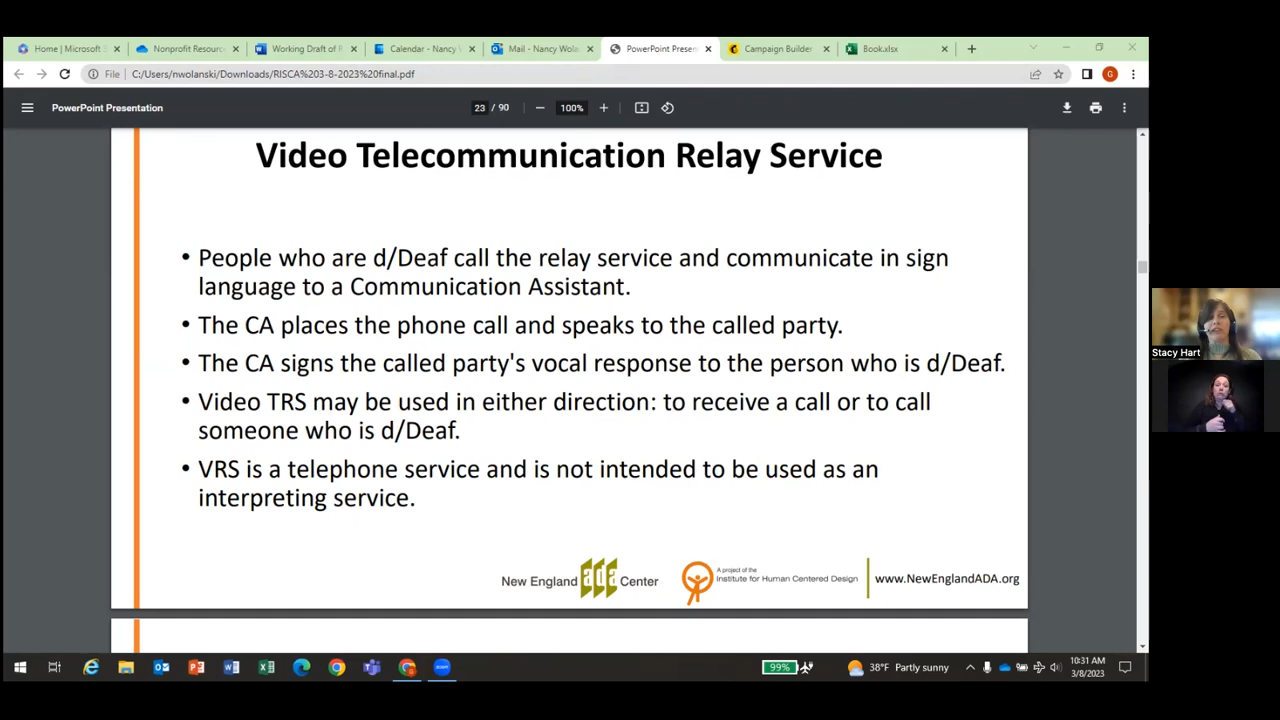 Home | Microsoft
Nonprofit Resourc
Working Draft of R
Calendar - Nancy
Mail - Nancy Wola
PowerPoint Presen
Campaign Builder
Book.xlsx
File
C:/Users/nwolanski/Downloads/RISCA%203-8-2023%20final.pdf
G
PowerPoint Presentation
23 / 90
100%
Video Telecommunication Relay Service
• People who are d/Deaf call the relay service and communicate in sign
language to a Communication Assistant.
• The CA places the phone call and speaks to the called party.
• The CA signs the called party's vocal response to the person who is d/Deaf.
• Video TRS may be used in either direction: to receive a call or to call
someone who is d/Deaf.
• VRS is a telephone service and is not intended to be used as an
interpreting service.
New England ada Center
A project of the
Institute for Human Centered Design
www.NewEnglandADA.org
Stacy Hart
99%
38°F Partly sunny
10:31 AM
3/8/2023